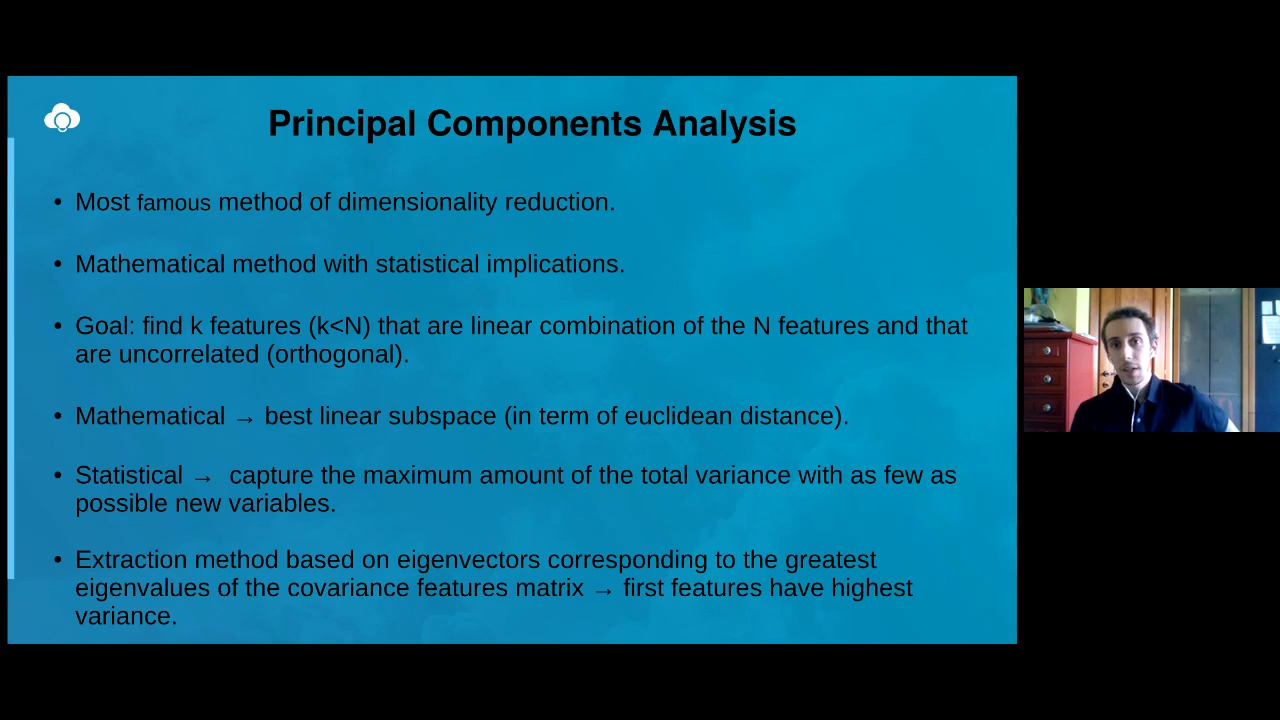 Principal Components Analysis
• Most famous method of dimensionality reduction.
• Mathematical method with statistical implications.
• Goal: find k features (k<N) that are linear combination of the N features and that
are uncorrelated (orthogonal).
• Mathematical → best linear subspace (in term of euclidean distance).
• Statistical → capture the maximum amount of the total variance with as few as
possible new variables.
• Extraction method based on eigenvectors corresponding to the greatest
eigenvalues of the covariance features matrix → first features have highest
variance.